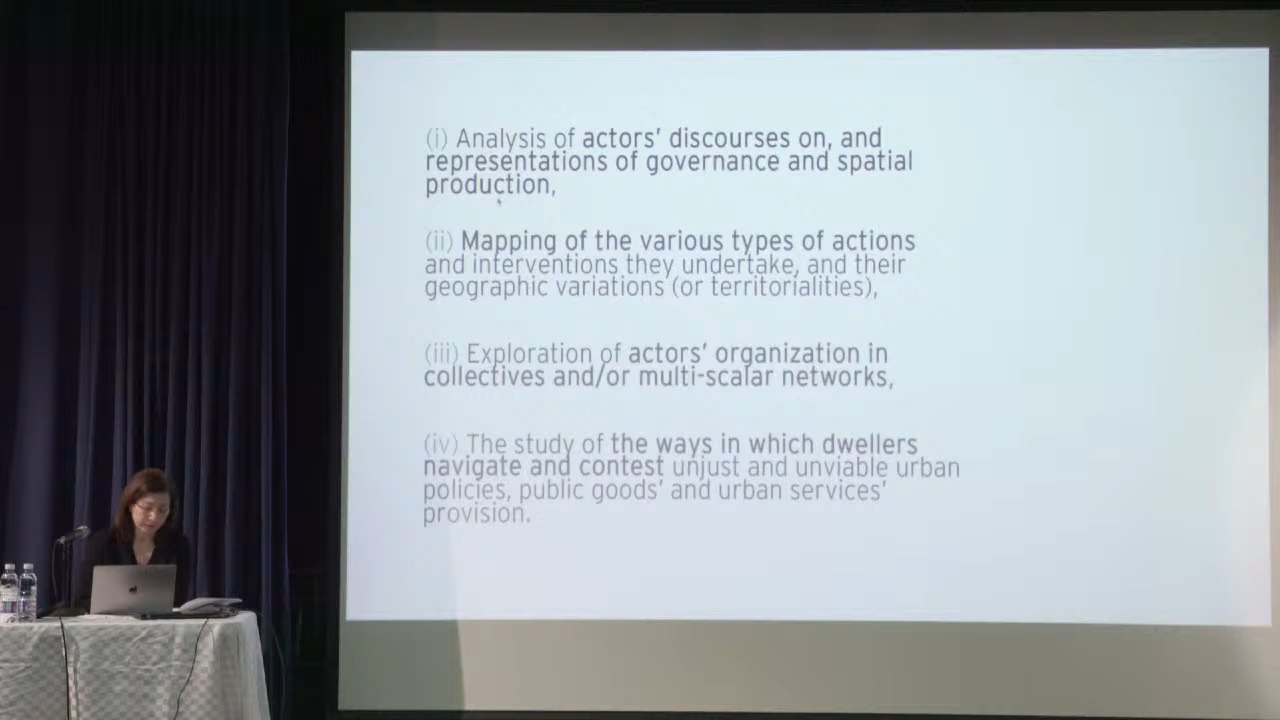 (i) Analysis of actors' discourses on, and
representations of governance and spatial
production,
(ii) Mapping of the various types of actions
and interventions they undertake, and their
geographic variations (or territorialities),
(iii) Exploration of actors' organization in
collectives and/or multi-scalar networks,
(iv) The study of the ways in which dwellers
navigate and contest unjust and unviable urban
policies, public goods' and urban services'
provision.